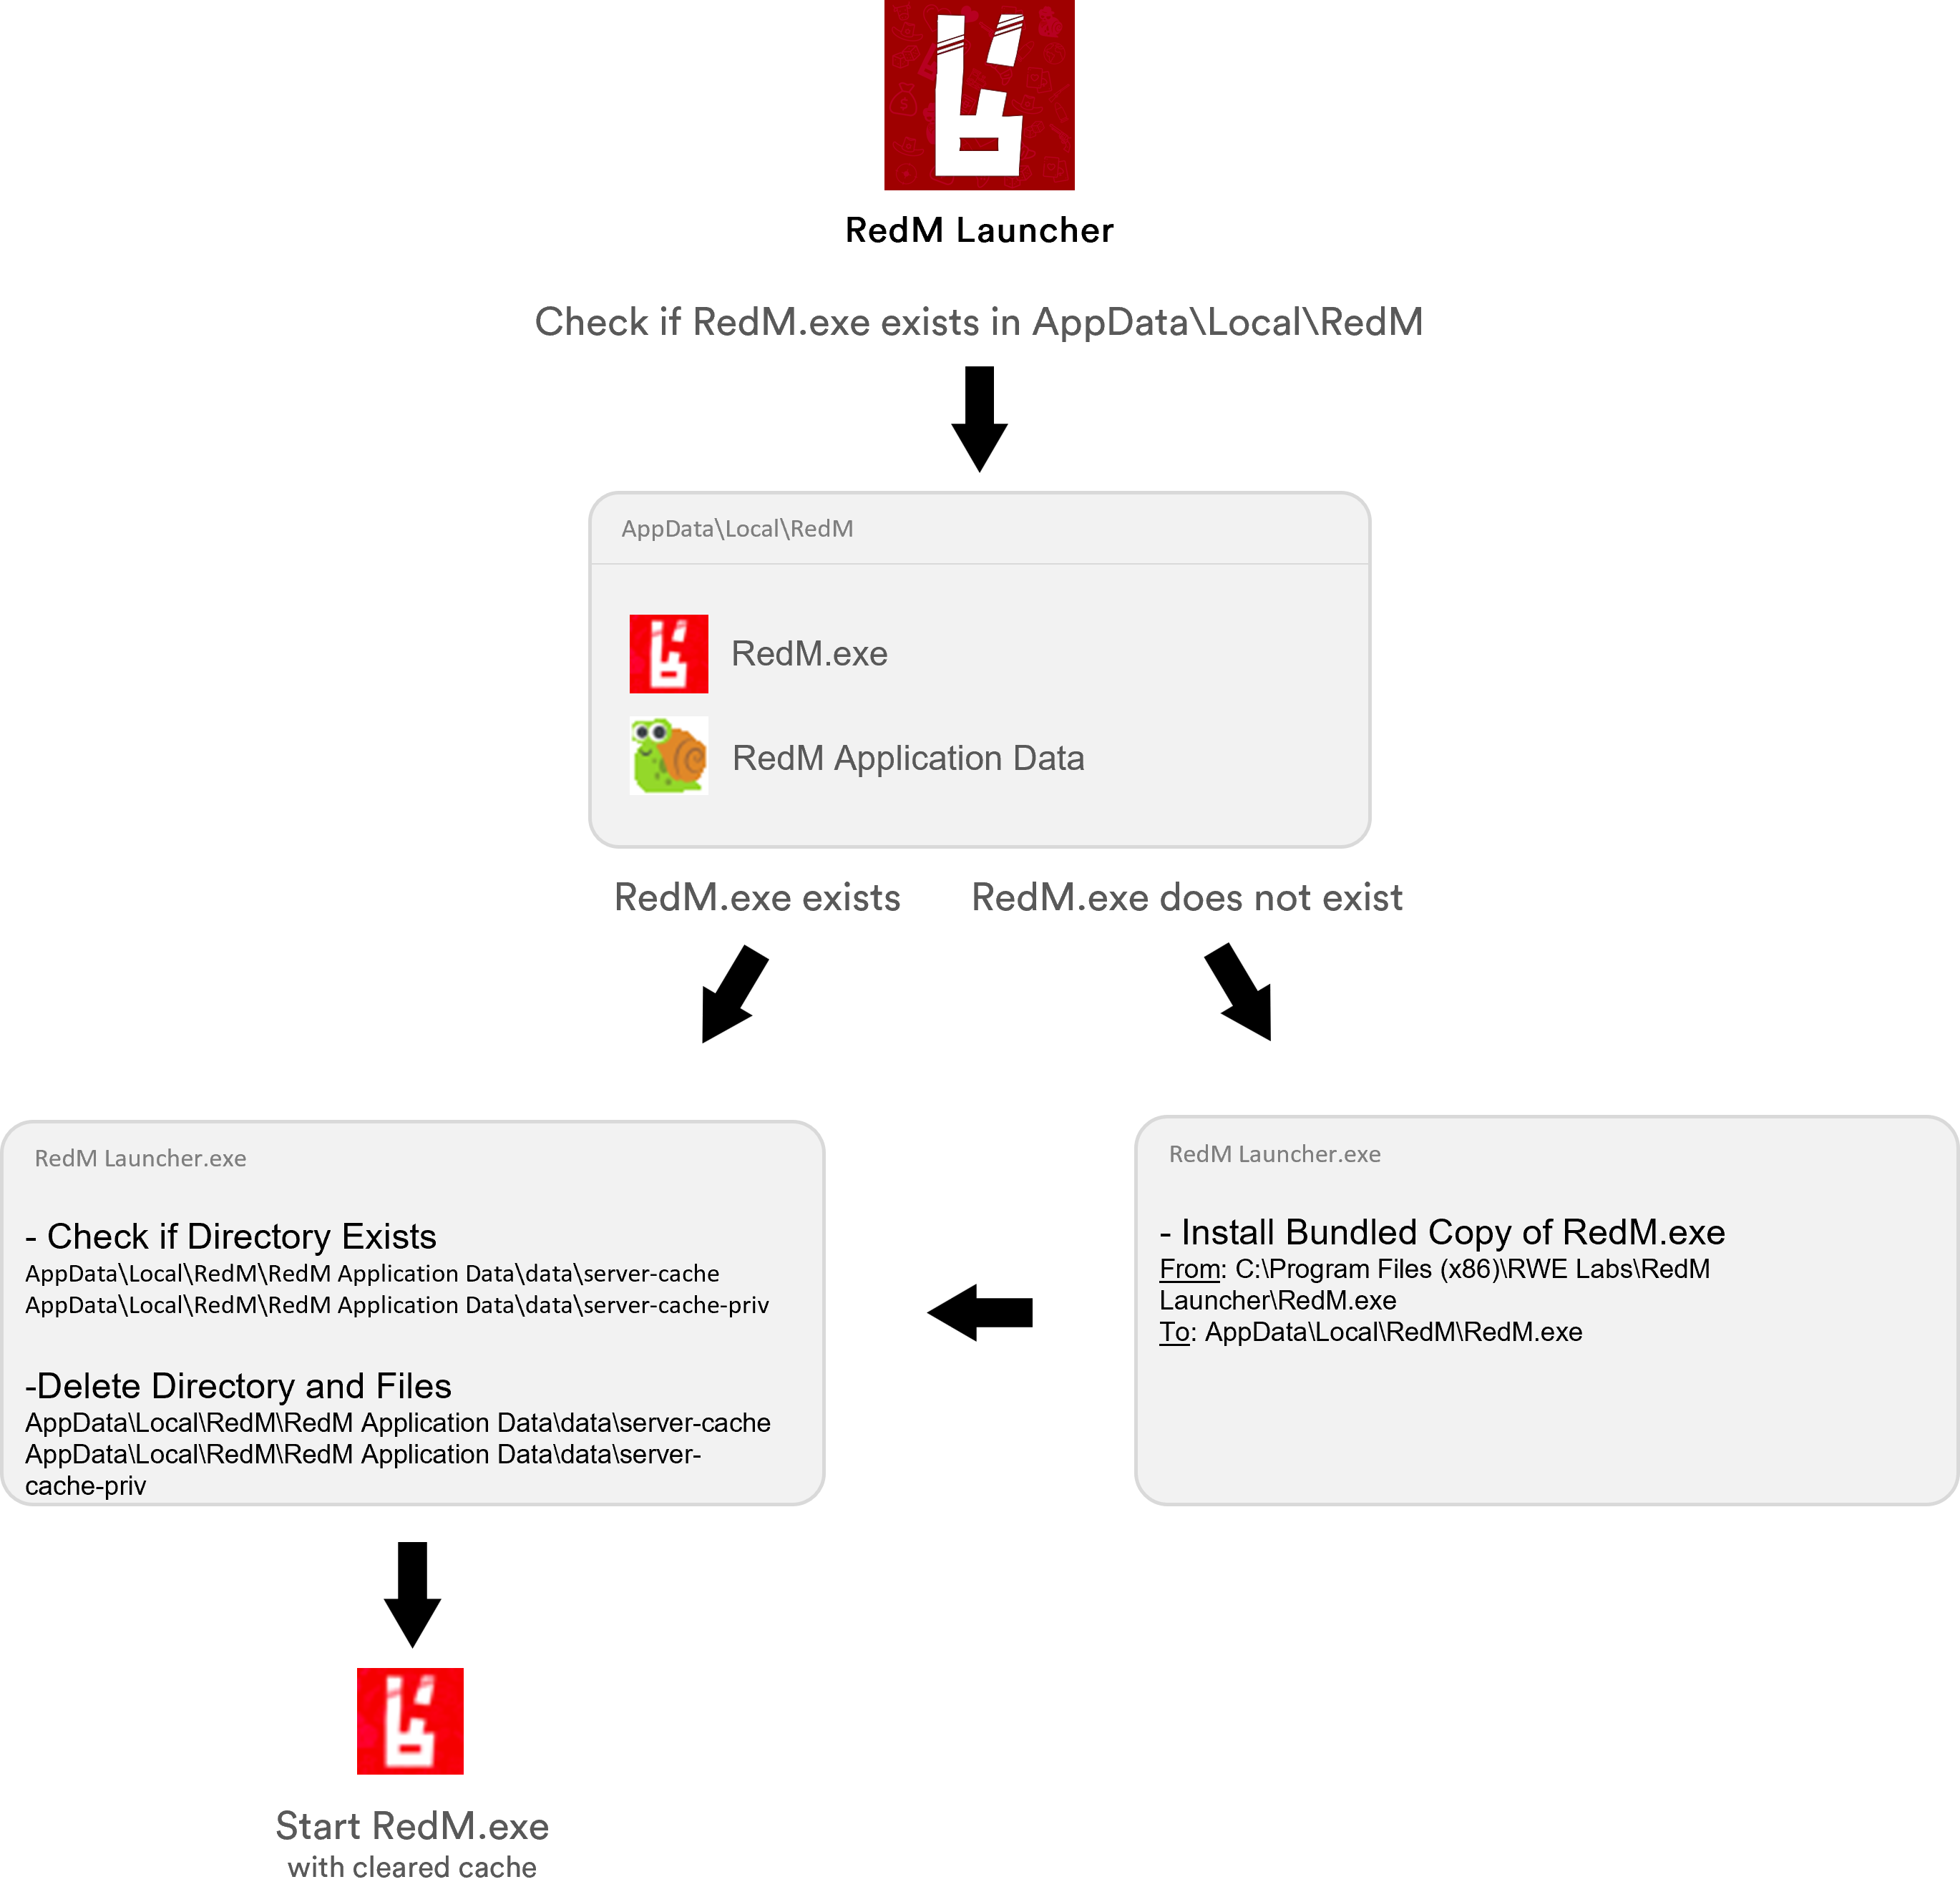 RedM Launcher
Check if RedM.exe exists in AppData\Local\RedM
AppData\Local\RedM
RedM.exe
RedM Application Data
RedM.exe exists
RedM.exe does not exist
RedM Launcher.exe
- Check if Directory Exists
AppData\Local\RedM\RedM Application Data\data\server-cache
AppData\Local\RedM\RedM Application Data\data\server-cache-priv
-Delete Directory and Files
AppData\Local\RedM\RedM Application Data\data\server-cache
AppData\Local\RedM\RedM Application Data\data\server-
cache-priv
RedM Launcher.exe
- Install Bundled Copy of RedM.exe
From: C:\Program Files (x86)\RWE Labs\RedM
Launcher\RedM.exe
To: AppData\Local\RedM\RedM.exe
Start RedM.exe
with cleared cache